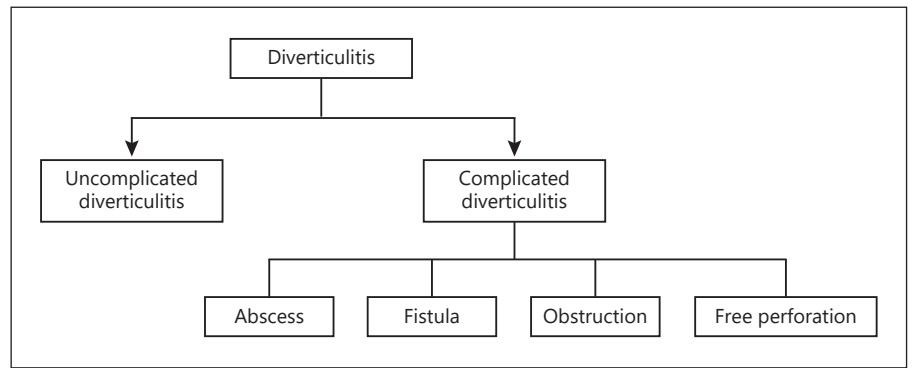 Diverticulitis
Uncomplicated
diverticulitis
Complicated
diverticulitis
Abscess
Fistula
Obstruction
Free perforation